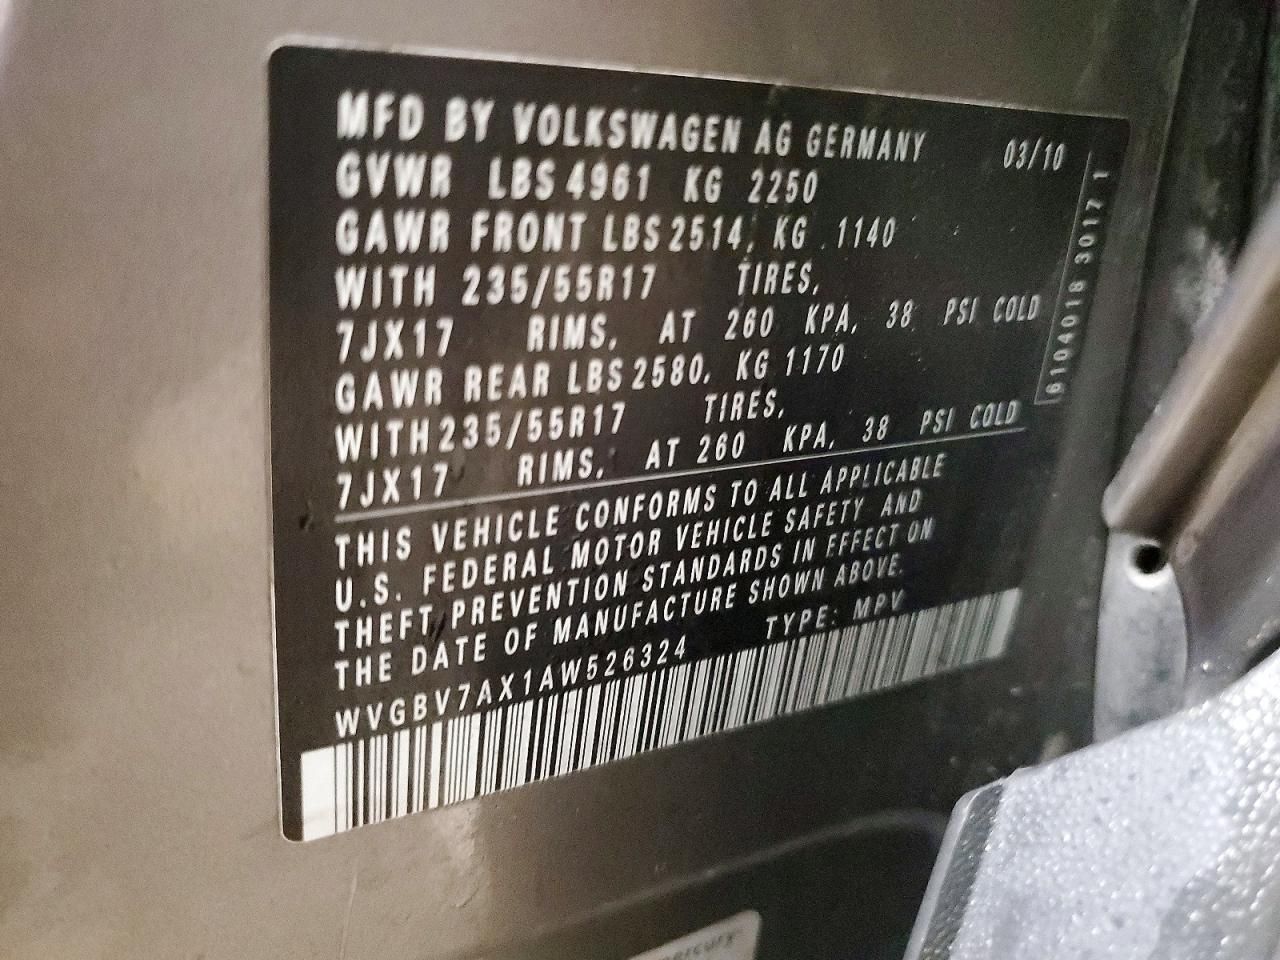 MFD BY VOLKSWAGEN AG GERMANY 03/10
GVWR LBS 4961 KG 2250
GAWR FRONT LBS 2514, KG 1140
WITH 235/55R17 TIRES,
7JX17 RIMS, AT 260 KPA, 38 PSI COLD
GAWR REAR LBS 2580, KG 1170
WITH 235/55R17 TIRES,
7JX17 RIMS, AT 260 KPA, 38 PSI COLD
THIS VEHICLE CONFORMS TO ALL APPLICABLE
U.S. FEDERAL MOTOR VEHICLE SAFETY AND
THEFT PREVENTION STANDARDS IN EFFECT ON
THE DATE OF MANUFACTURE SHOWN ABOVE.
WVGBV7AX1AW526324 TYPE: MPV
6104018 3017 1